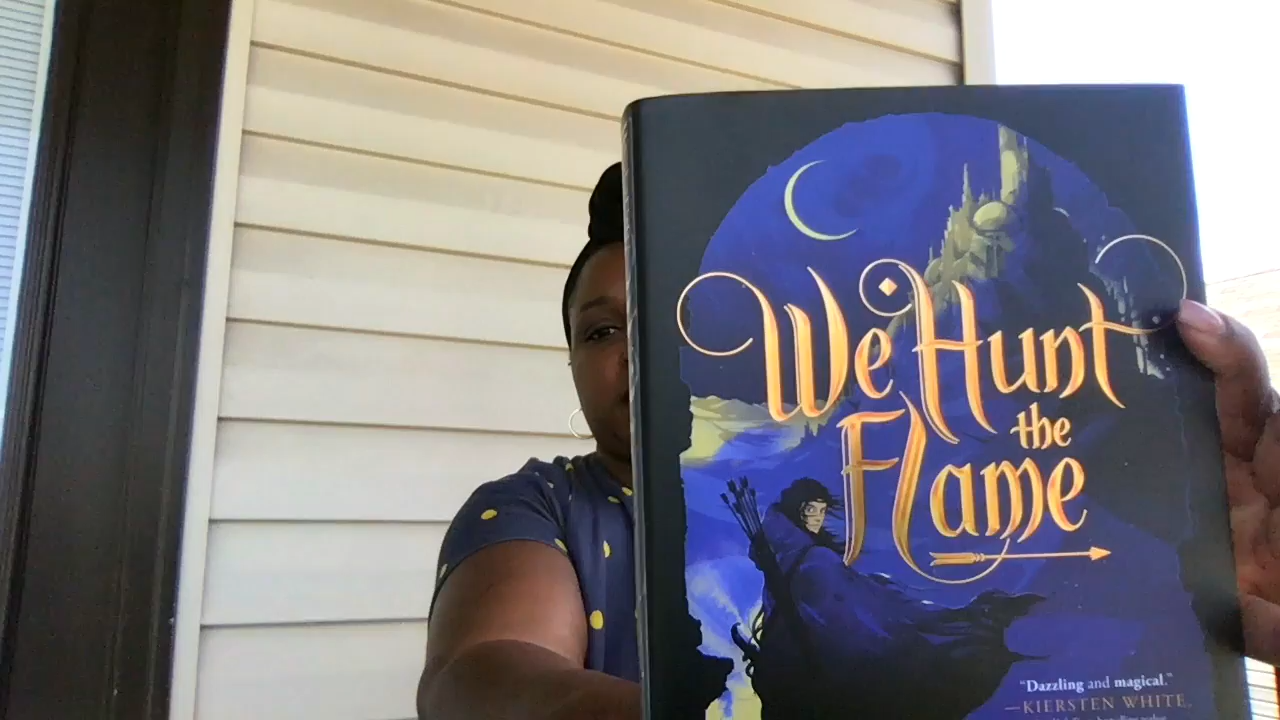 We Hunt
the
Flame
"Dazzling and magical."
—KIERSTEN WHITE,